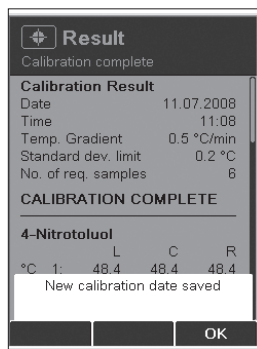 Result
Calibration complete
Calibration Result
Date 11.07.2008
Time 11:08
Temp. Gradient 0.5 °C/min
Standard dev. limit 0.2 °C
No. of req. samples 6
CALIBRATION COMPLETE
4-Nitrotoluol
L C R
°C 1: 48.4 48.4 48.4
New calibration date saved
OK